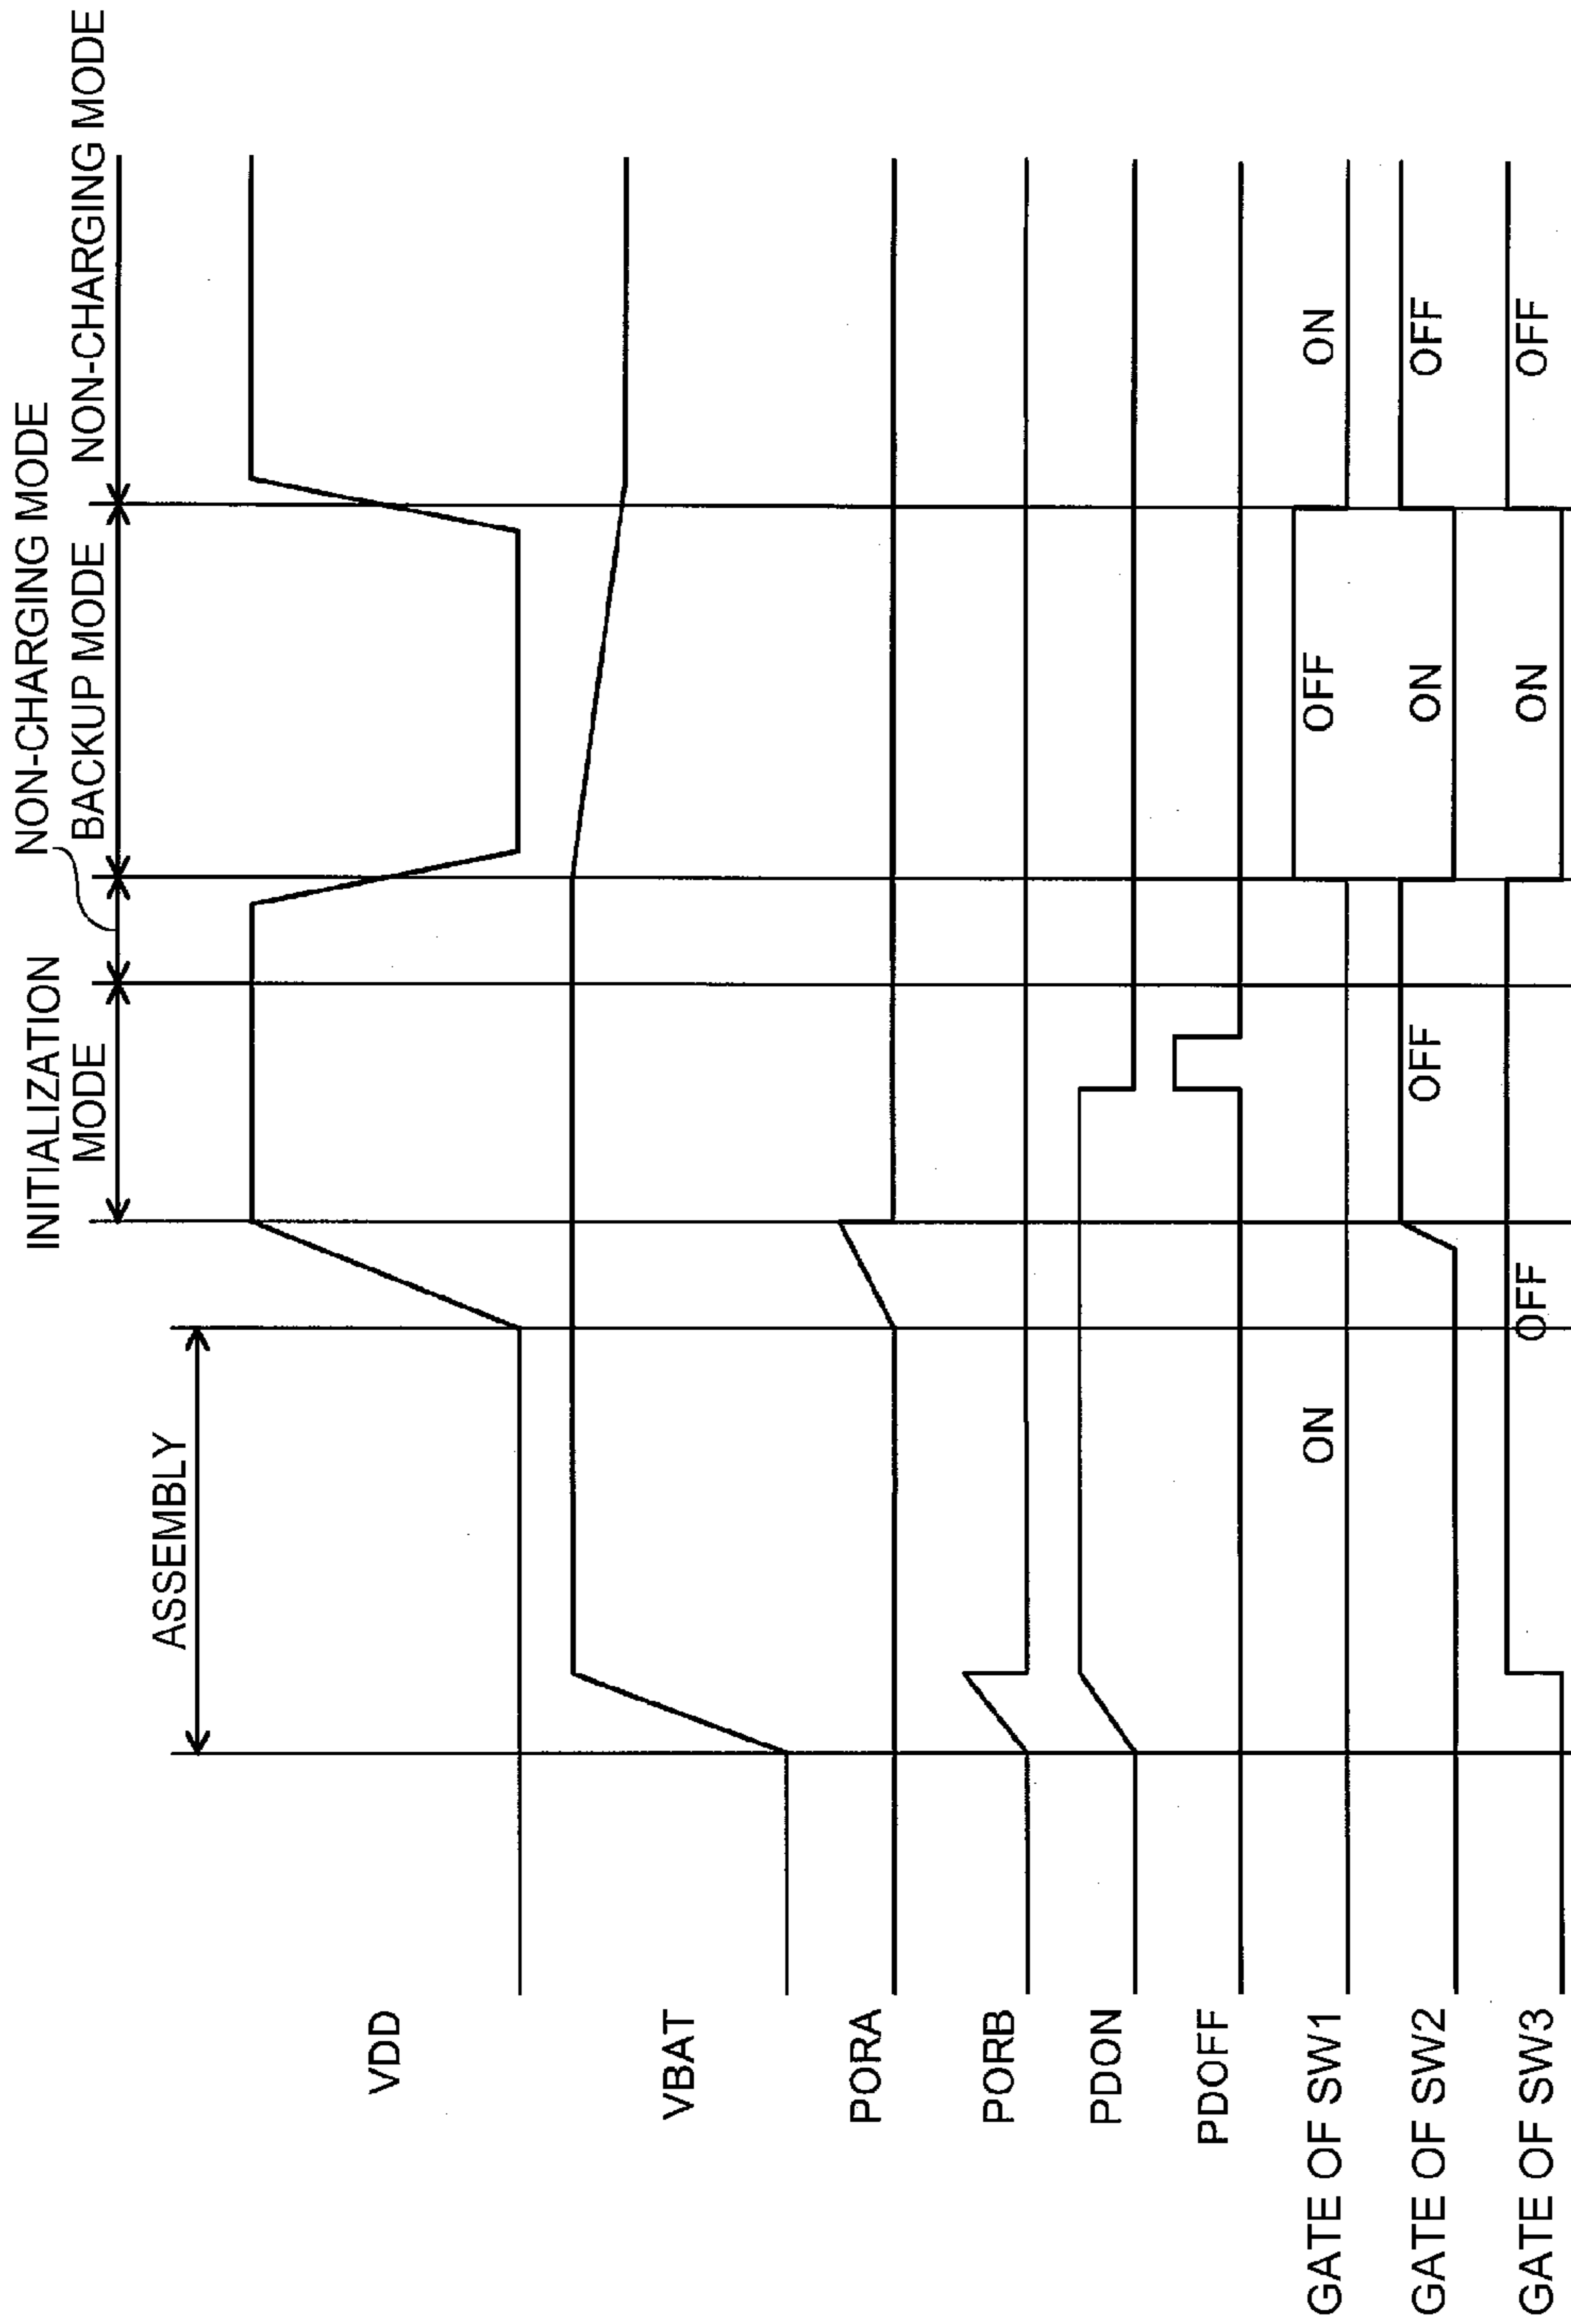 NON-CHARGING MODE
INITIALIZATION
MODE
BACKUP MODE
NON-CHARGING MODE
ASSEMBLY
VDD
VBAT
PORA
PORB
PDON
PDOFF
GATE OF SW1
ON
OFF
ON
GATE OF SW2
OFF
ON
OFF
GATE OF SW3
OFF
ON
OFF